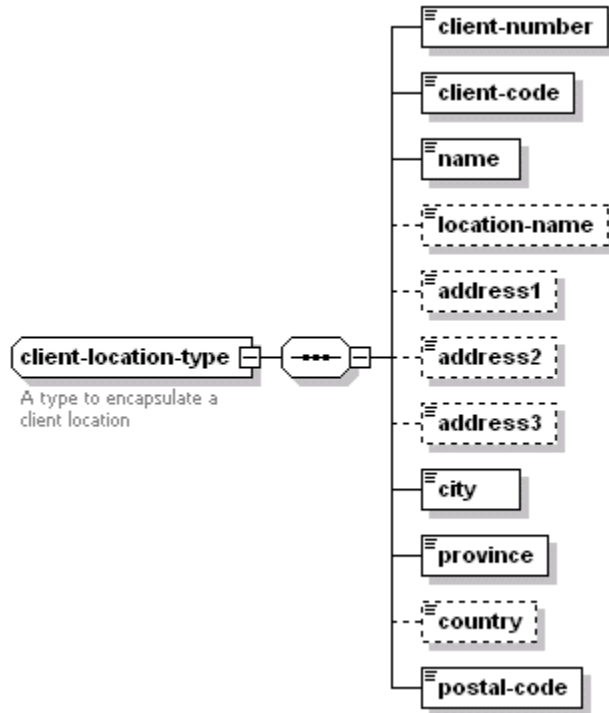 client-number
client-code
name
location-name
address1
client-location-type
address2
A type to encapsulate a
client location
address3
city
province
country
postal-code